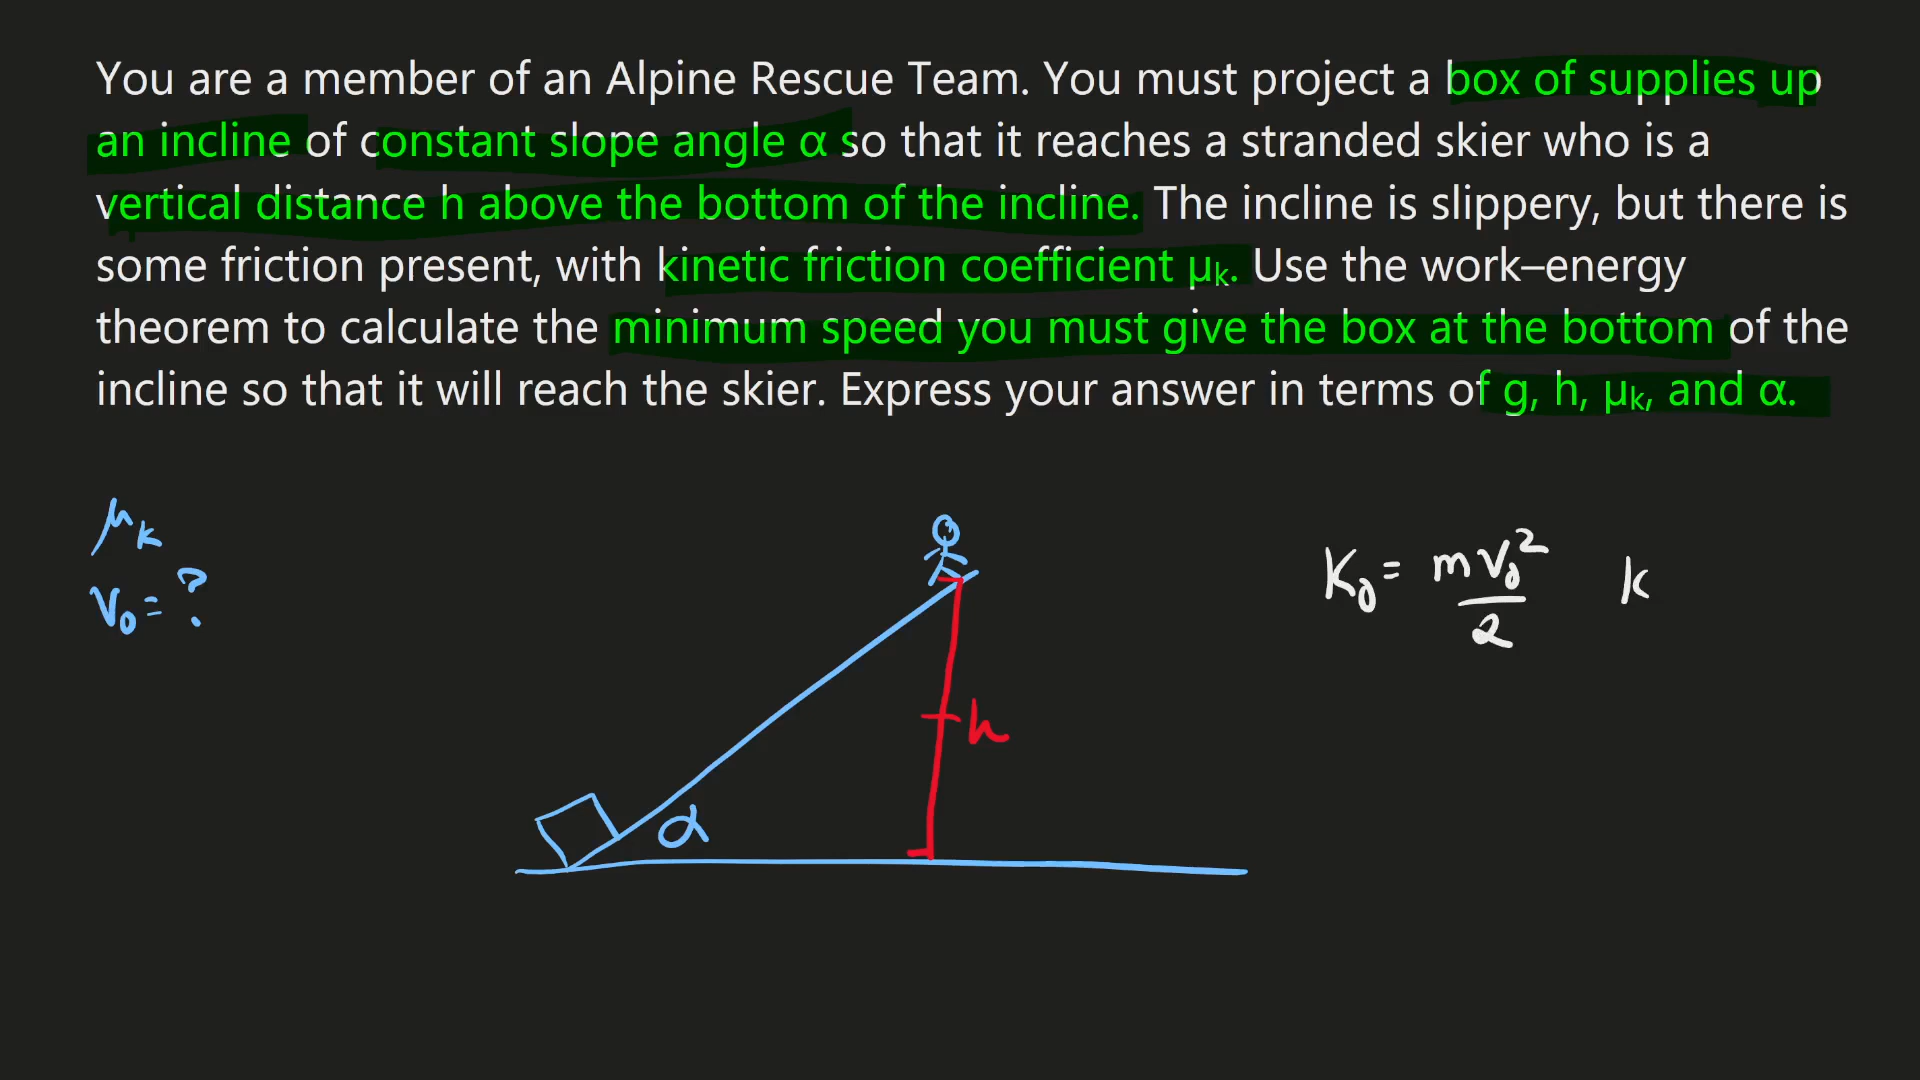 You are a member of an Alpine Rescue Team. You must project a box of supplies up
an incline of constant slope angle α so that it reaches a stranded skier who is a
vertical distance h above the bottom of the incline. The incline is slippery, but there is
some friction present, with kinetic friction coefficient μₖ. Use the work–energy
theorem to calculate the minimum speed you must give the box at the bottom of the
incline so that it will reach the skier. Express your answer in terms of g, h, μₖ, and α.
μₖ
v₀ = ?
K₀ = mv₀²/2 K
h
α